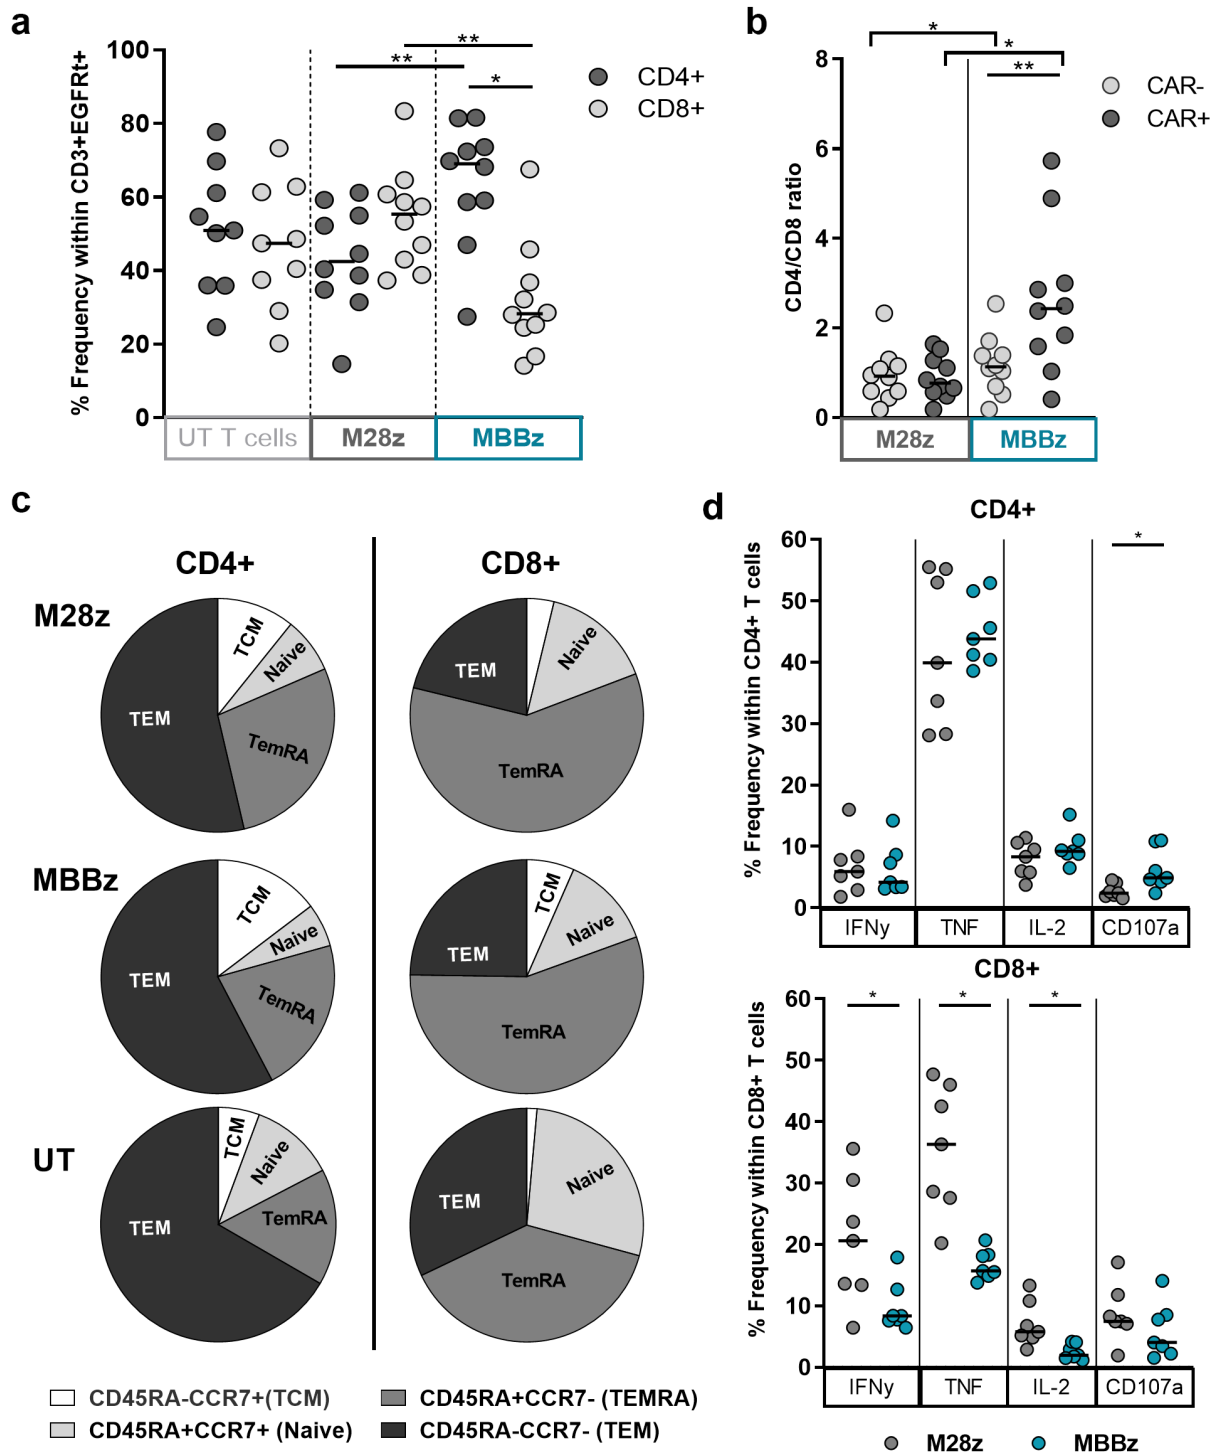 a
% Frequency within CD3+EGFRt+
100
80
60
40
20
0
** 
**
*
CD4+
CD8+
UT T cells
M28z
MBBz
b
CD4/CD8 ratio
8
6
4
2
0
*
*
**
CAR-
CAR+
M28z
MBBz
c
CD4+
CD8+
M28z
TCM
Naive
TemRA
TEM
Naive
TemRA
TEM
MBBz
TCM
Naive
TemRA
TEM
TCM
Naive
TemRA
TEM
UT
TCM
Naive
TemRA
TEM
Naive
TemRA
TEM
CD45RA-CCR7+(TCM)
CD45RA+CCR7- (TEMRA)
CD45RA+CCR7+ (Naive)
CD45RA-CCR7- (TEM)
d
CD4+
% Frequency within CD4+ T cells
60
50
40
30
20
10
0
*
IFNy
TNF
IL-2
CD107a
CD8+
% Frequency within CD8+ T cells
60
50
40
30
20
10
0
*
*
*
IFNy
TNF
IL-2
CD107a
M28z
MBBz